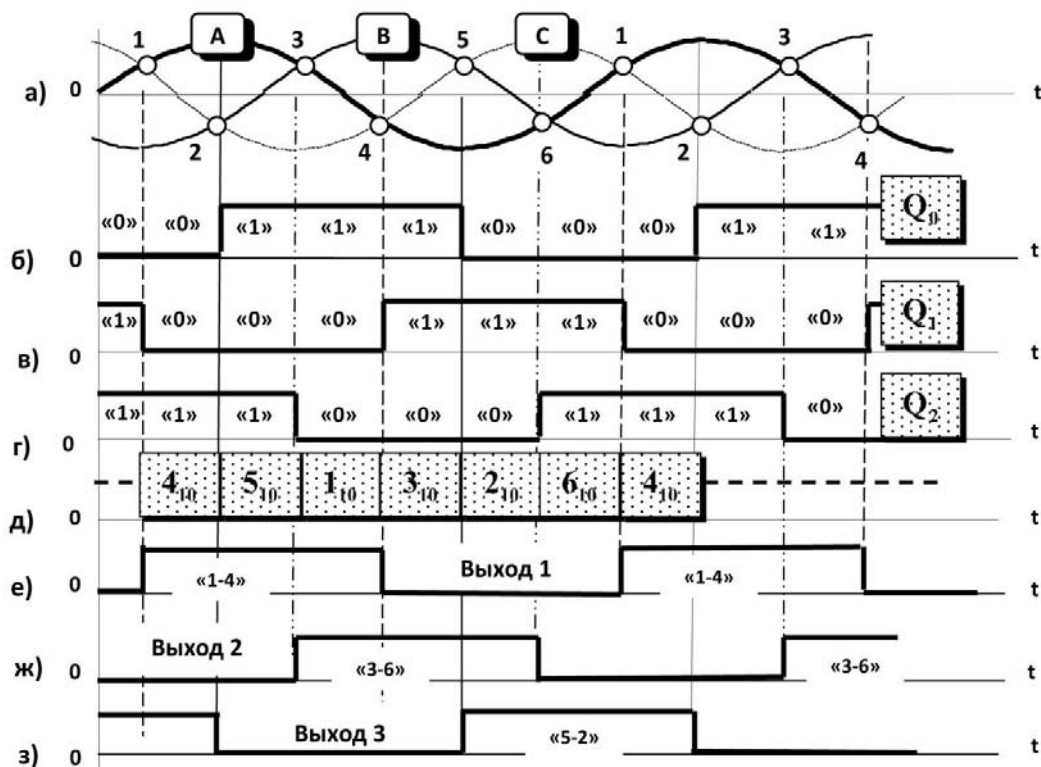 1 A 3 B 5 C 1 3
а) 0 t
2 4 6 2 4
«0» «0» «1» «1» «1» «0» «0» «0» «1» «1» Q0
б) 0 t
«1» «0» «0» «0» «1» «1» «1» «0» «0» «0» Q1
в) 0 t
«1» «1» «1» «0» «0» «0» «1» «1» «1» «0» Q2
г) 0 t
4₁₀ 5₁₀ 1₁₀ 3₁₀ 2₁₀ 6₁₀ 4₁₀
д) 0 t
е) 0 «1-4» Выход 1 «1-4» t
Выход 2
ж) 0 «3-6» «3-6» t
Выход 3 «5-2»
з) 0 t